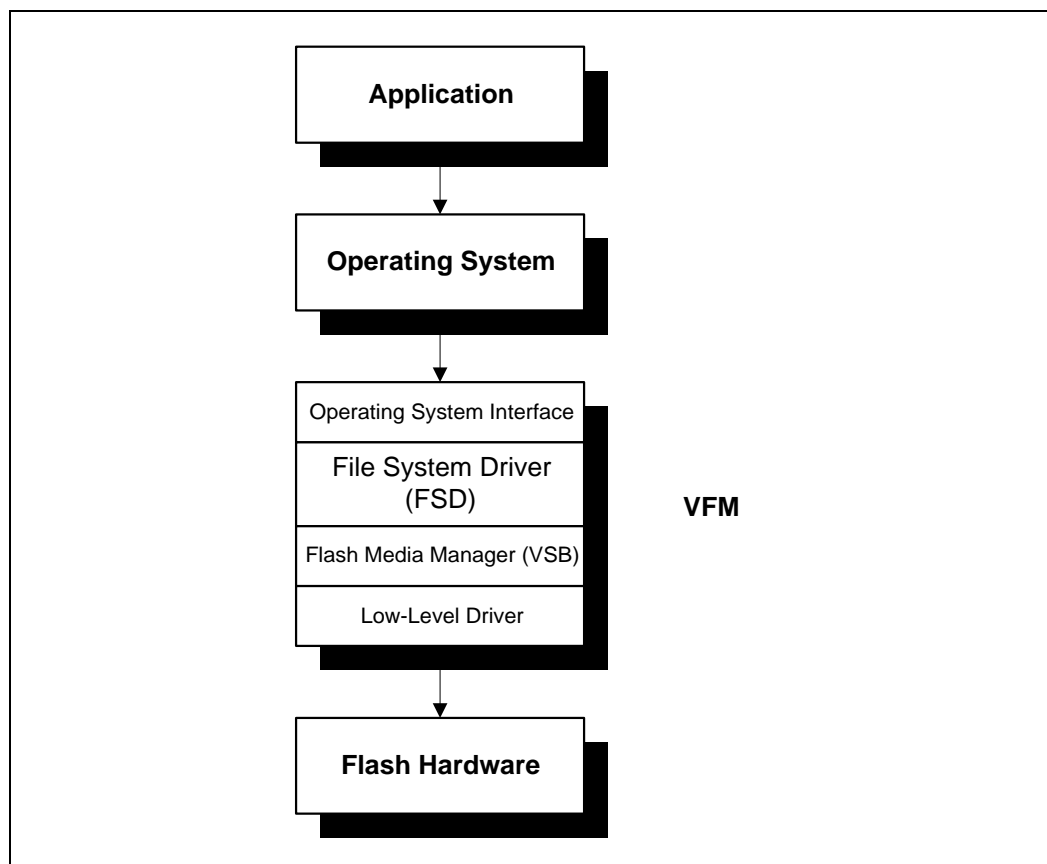 Application
Operating System
Operating System Interface
File System Driver
(FSD)
VFM
Flash Media Manager (VSB)
Low-Level Driver
Flash Hardware